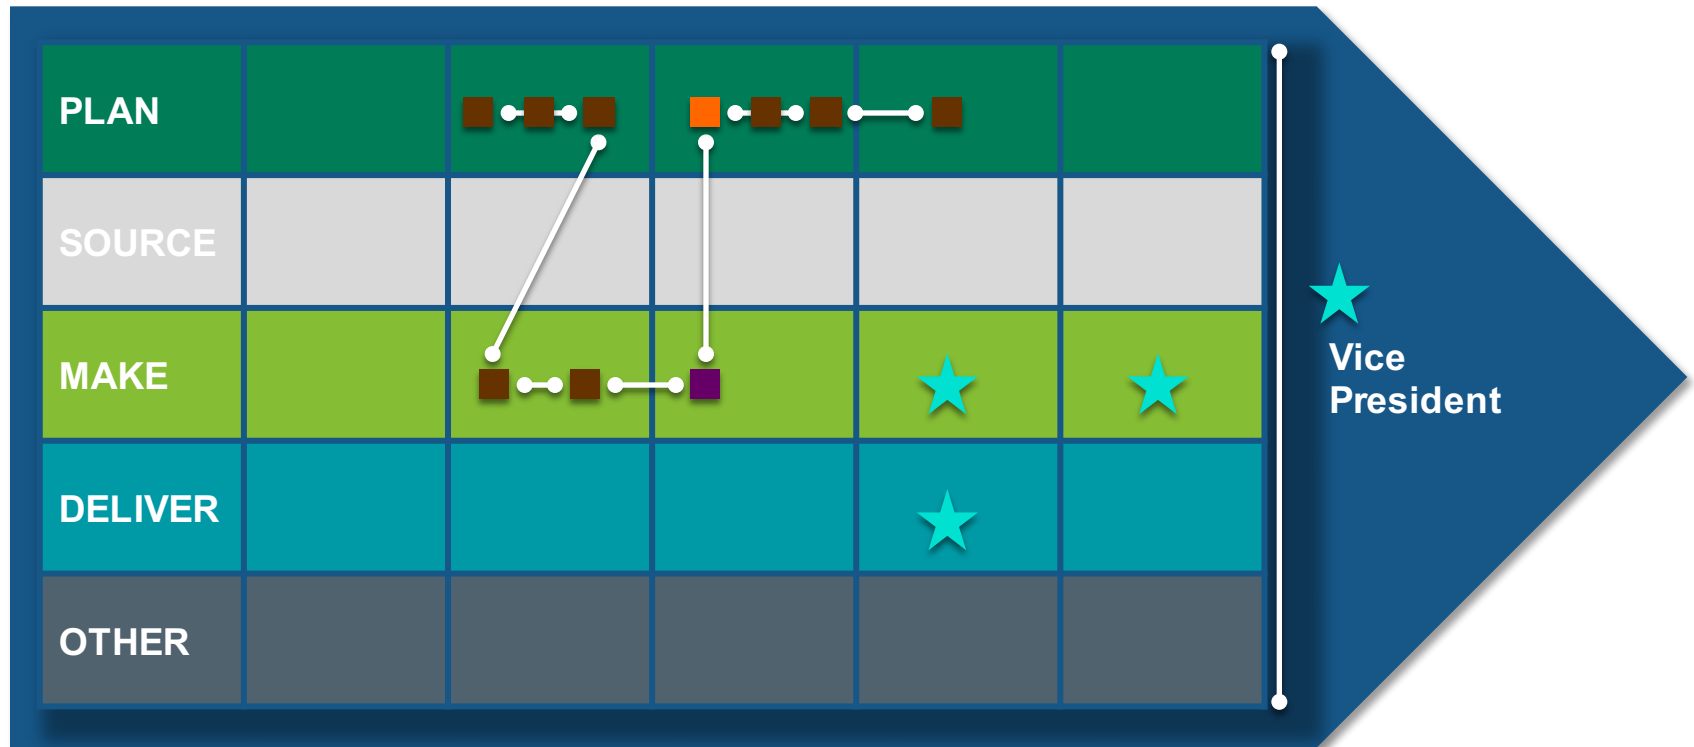 PLAN
SOURCE
MAKE
DELIVER
OTHER
Vice
President